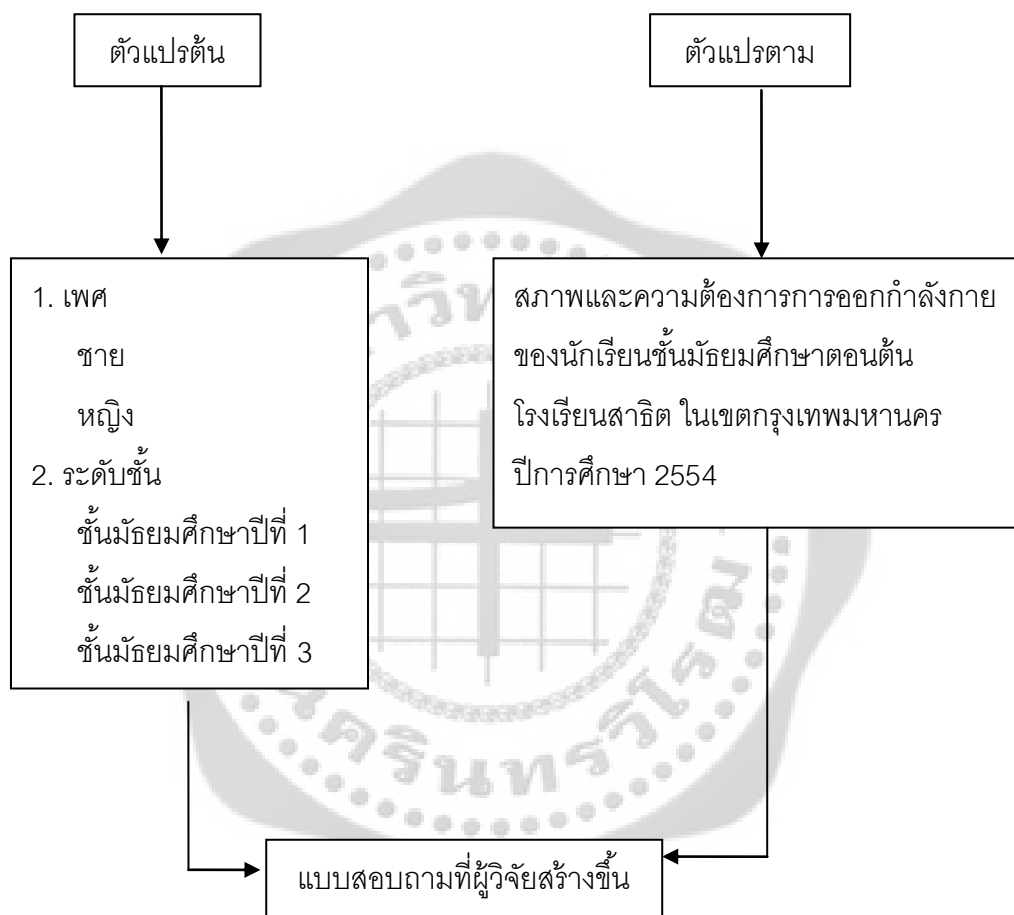 ตัวแปรต้น
ตัวแปรตาม
1. เพศ
ชาย
หญิง
2. ระดับชั้น
ชั้นมัธยมศึกษาปีที่ 1
ชั้นมัธยมศึกษาปีที่ 2
ชั้นมัธยมศึกษาปีที่ 3
สภาพและความต้องการการออกกำลังกาย
ของนักเรียนชั้นมัธยมศึกษาตอนต้น
โรงเรียนสาธิต ในเขตกรุงเทพมหานคร
ปีการศึกษา 2554
แบบสอบถามที่ผู้วิจัยสร้างขึ้น